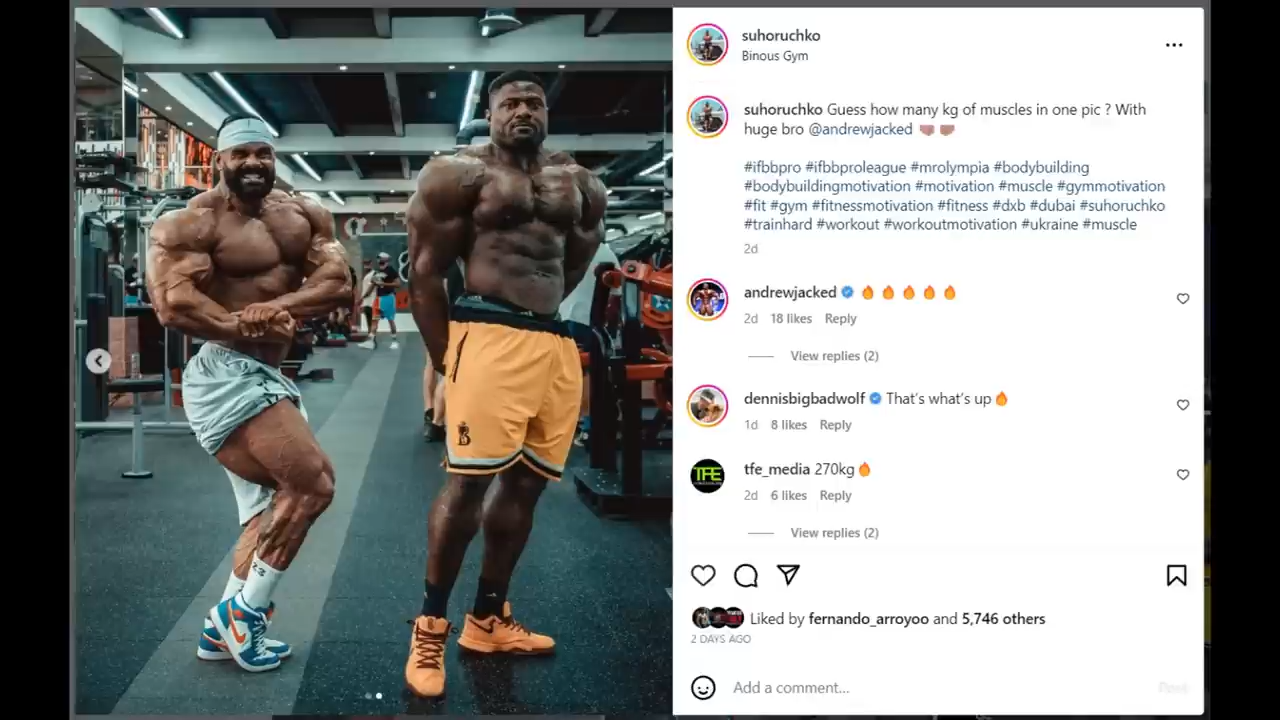 suhoruchko
Binous Gym
suhoruchko Guess how many kg of muscles in one pic ? With
huge bro @andrewjacked 🤜🏽 🤛🏽
#ifbbpro #ifbbproleague #mrolympia #bodybuilding
#bodybuildingmotivation #motivation #muscle #gymmotivation
#fit #gym #fitnessmotivation #fitness #dxb #dubai #suhoruchko
#trainhard #workout #workoutmotivation #ukraine #muscle
2d
andrewjacked 🔥 🔥 🔥 🔥 🔥
2d 18 likes Reply
View replies (2)
dennisbigbadwolf That's what's up 🔥
1d 8 likes Reply
TFE
tfe_media 270kg 🔥
2d 6 likes Reply
View replies (2)
Liked by fernando_arroyoo and 5,746 others
2 DAYS AGO
Add a comment...
Post
23
B